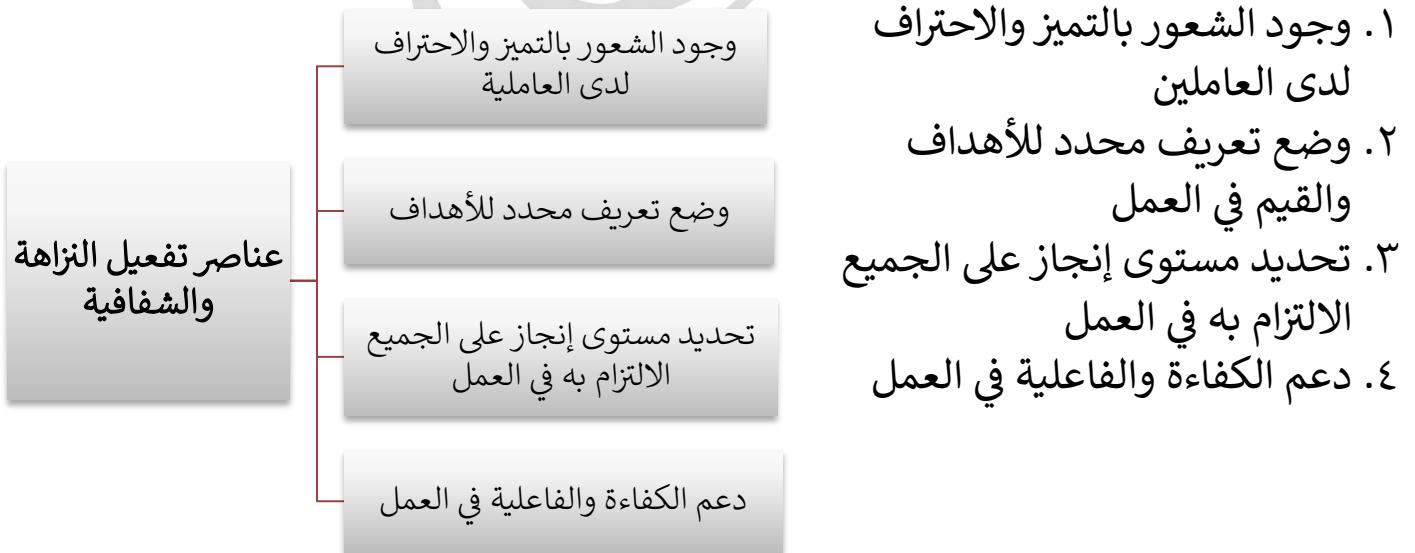 ١. وجود الشعور بالتميز والاحتراف
لدى العاملين
٢. وضع تعريف محدد للأهداف
والقيم في العمل
٣. تحديد مستوى إنجاز على الجميع
الالتزام به في العمل
٤. دعم الكفاءة والفاعلية في العمل
عناصر تفعيل النزاهة
والشفافية
وجود الشعور بالتميز والاحتراف
لدى العاملية
وضع تعريف محدد للأهداف
تحديد مستوى إنجاز على الجميع
الالتزام به في العمل
دعم الكفاءة والفاعلية في العمل